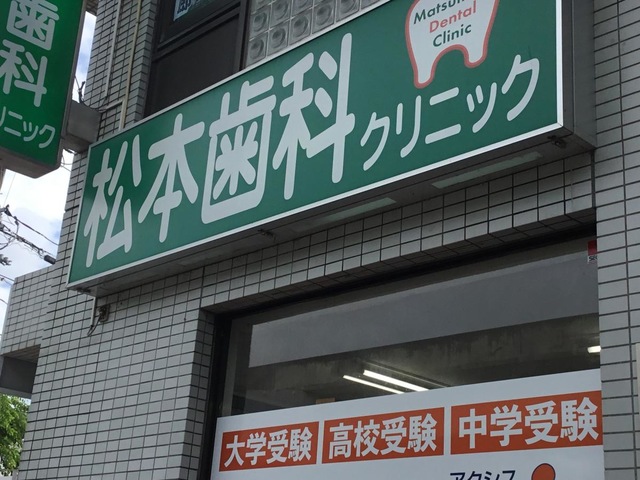 歯科
クリニック
Dental
Clinic
松本歯科クリニック
大学受験 高校受験 中学受験
アクシス